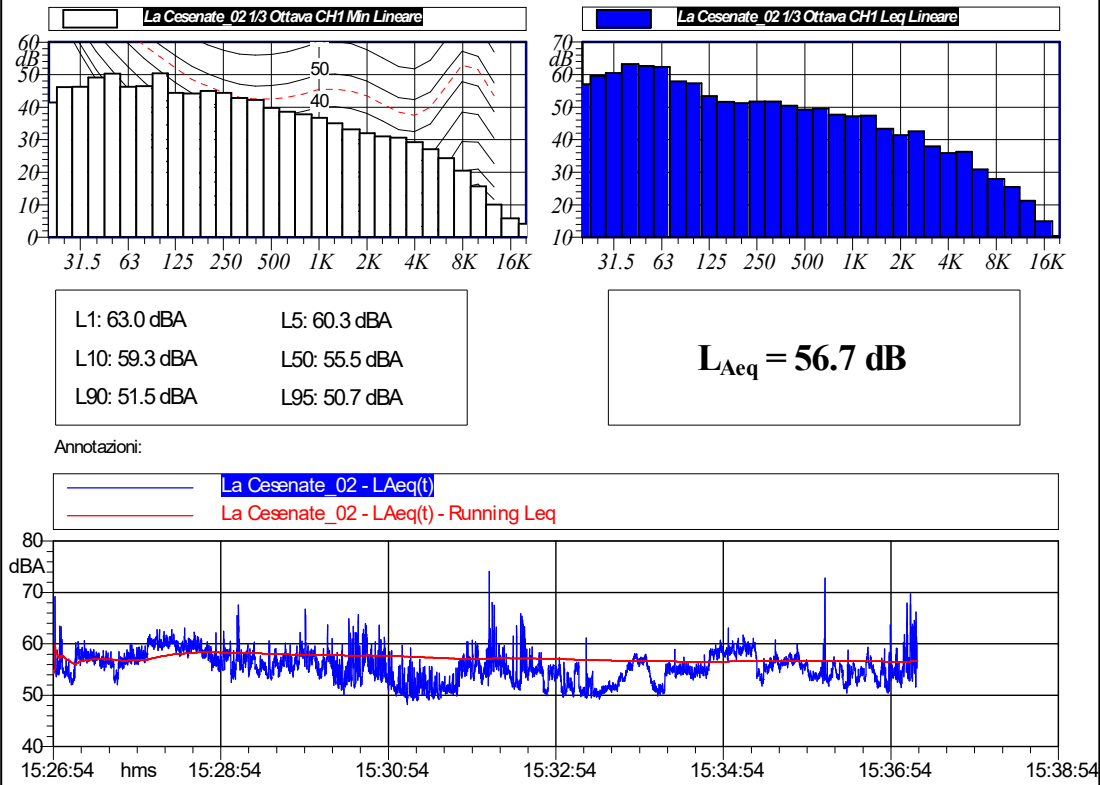 La Cesenate_02 1/3 Ottava CH1 Min Lineare
60
dB
50
40
30
20
10
0
50
40
31.5 63 125 250 500 1K 2K 4K 8K 16K
La Cesenate_02 1/3 Ottava CH1 Leq Lineare
70
dB
60
50
40
30
20
10
31.5 63 125 250 500 1K 2K 4K 8K 16K
L1: 63.0 dBA L5: 60.3 dBA
L10: 59.3 dBA L50: 55.5 dBA
L90: 51.5 dBA L95: 50.7 dBA
LAeq = 56.7 dB
Annotazioni:
La Cesenate_02 - LAeq(t)
La Cesenate_02 - LAeq(t) - Running Leq
80
dBA
70
60
50
40
15:26:54 hms 15:28:54 15:30:54 15:32:54 15:34:54 15:36:54 15:38:54